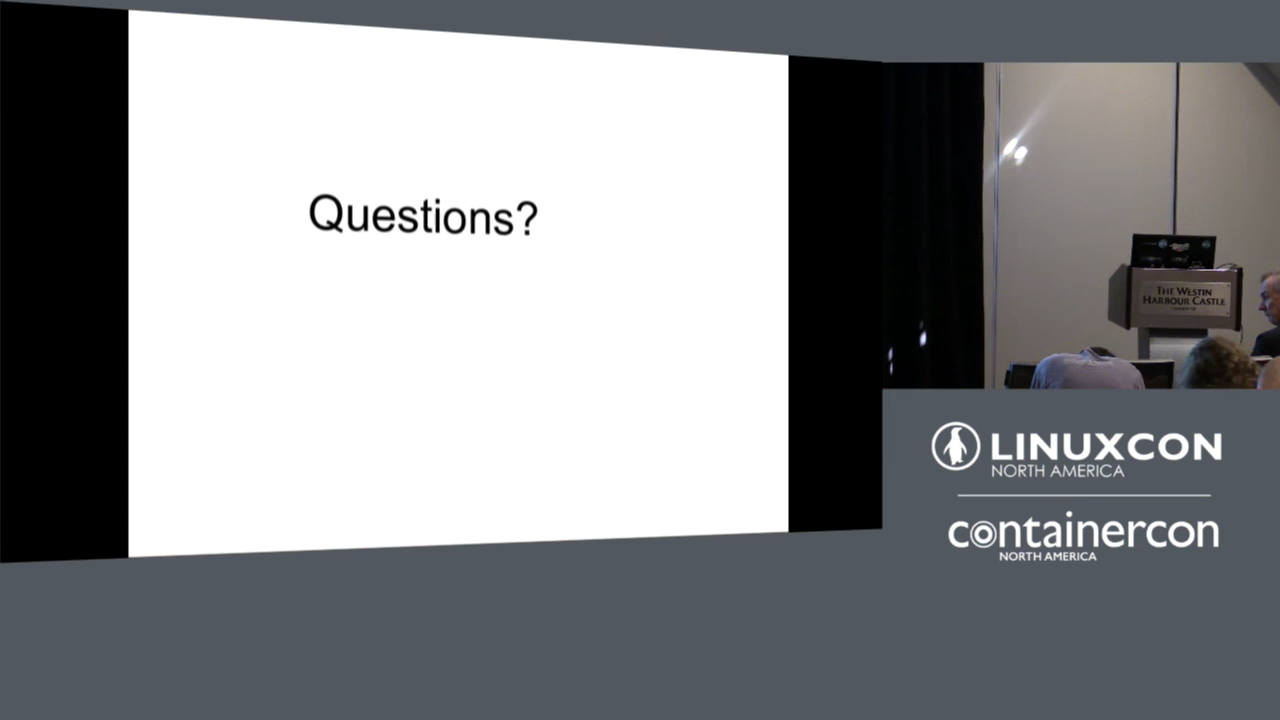 Questions?
THE WESTIN
HARBOUR CASTLE
LINUXCON
NORTH AMERICA
containercon
NORTH AMERICA